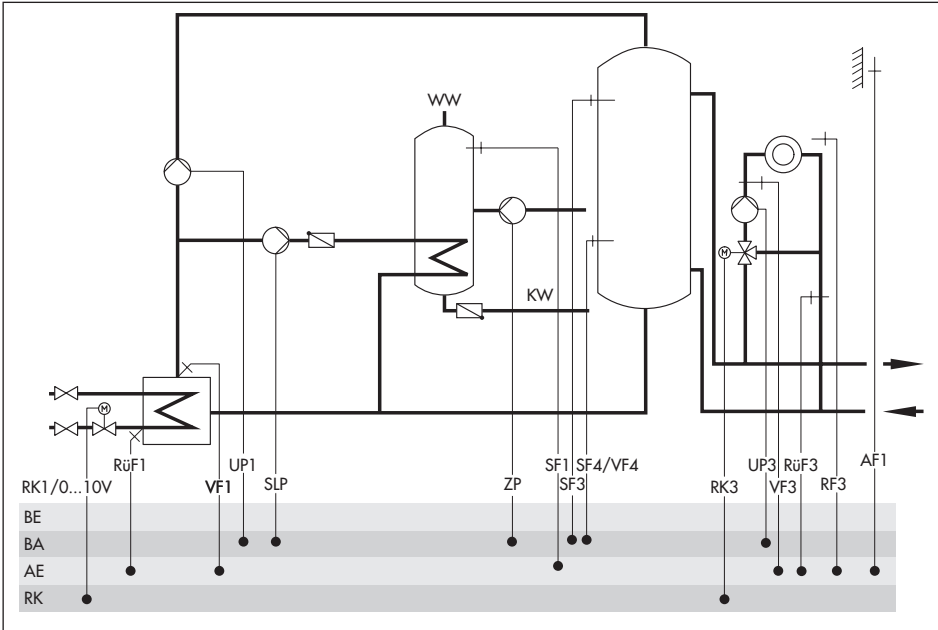 WW
KW
M
M
RüF1
UP1
SF1
SF4/VF4
UP3
RüF3
AF1
RK1/0...10V
VF1
SLP
ZP
SF3
RK3
VF3
RF3
BE
BA
AE
RK